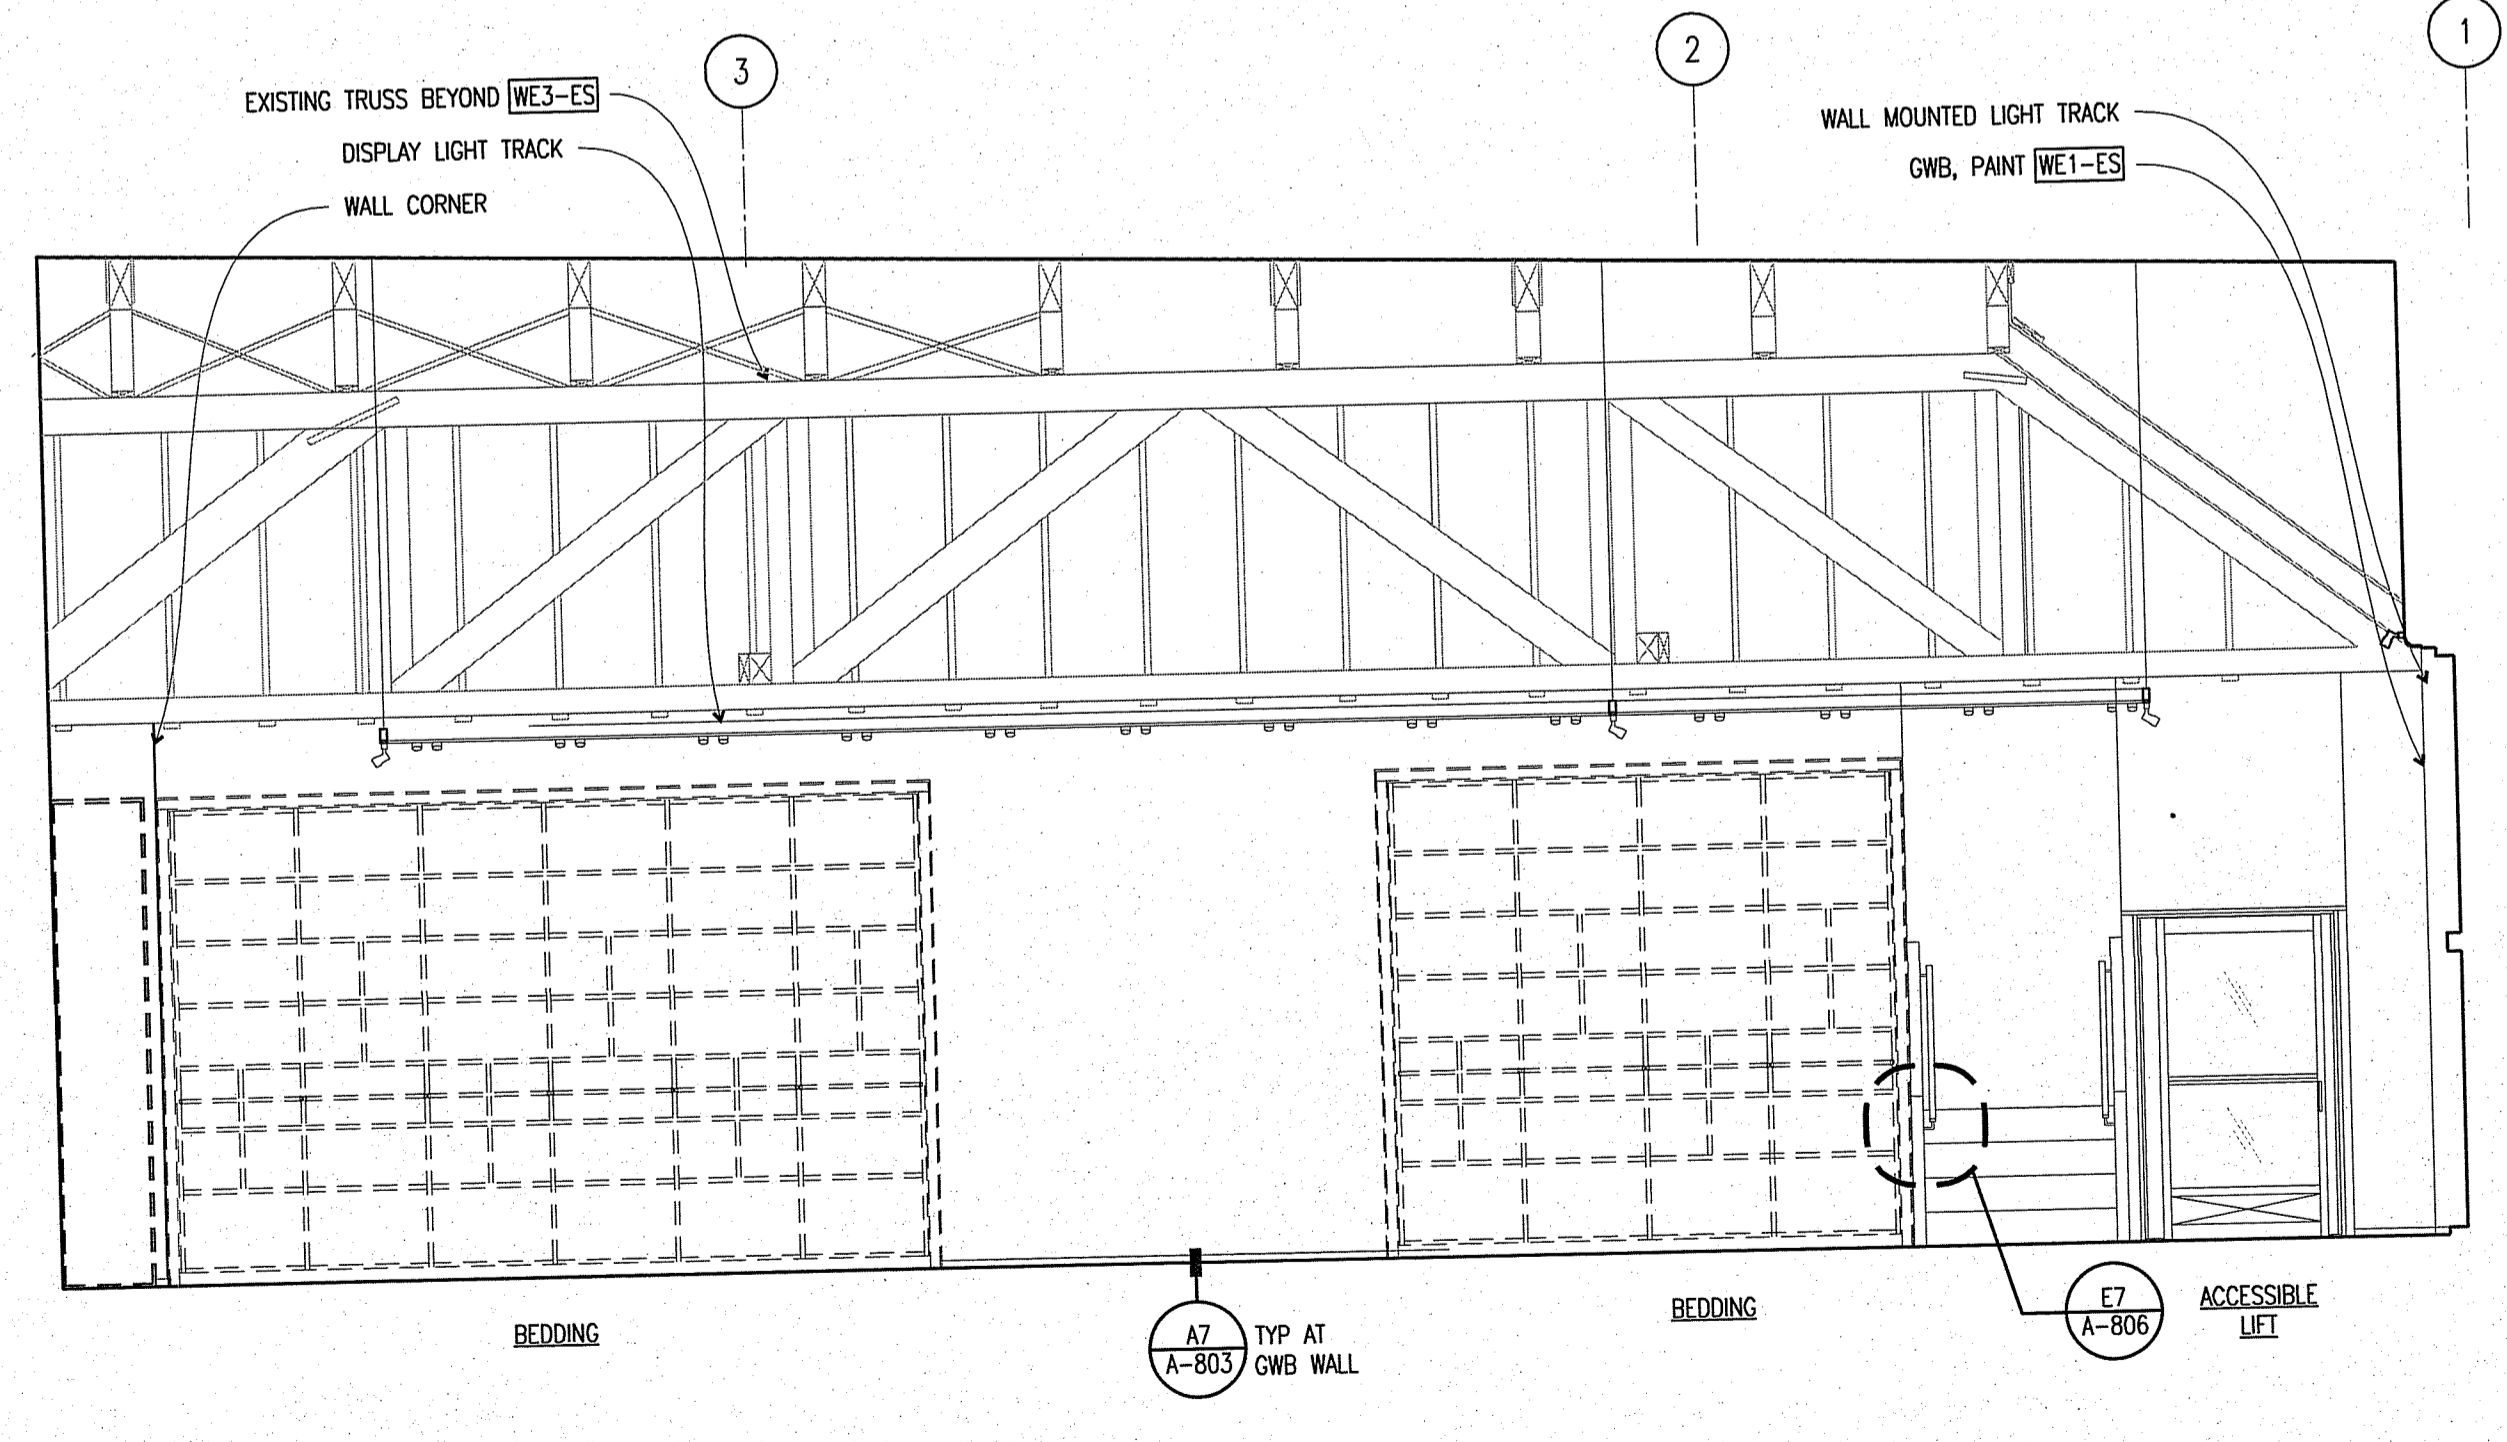 3
2
1
EXISTING TRUSS BEYOND WE3-ES
DISPLAY LIGHT TRACK
WALL CORNER
WALL MOUNTED LIGHT TRACK
GWB, PAINT WE1-ES
BEDDING
A7
A-803
TYP AT
GWB WALL
BEDDING
E7
A-806
ACCESSIBLE
LIFT